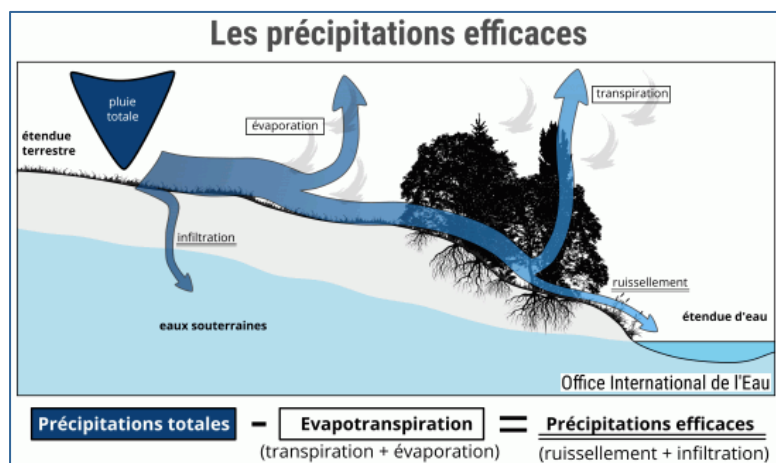 Les précipitations efficaces
pluie
totale
évaporation
transpiration
étendue
terrestre
infiltration
ruissellement
eaux souterraines
étendue d'eau
Office International de l'Eau
Précipitations totales - Evapotranspiration = Précipitations efficaces
(transpiration + évaporation) (ruissellement + infiltration)